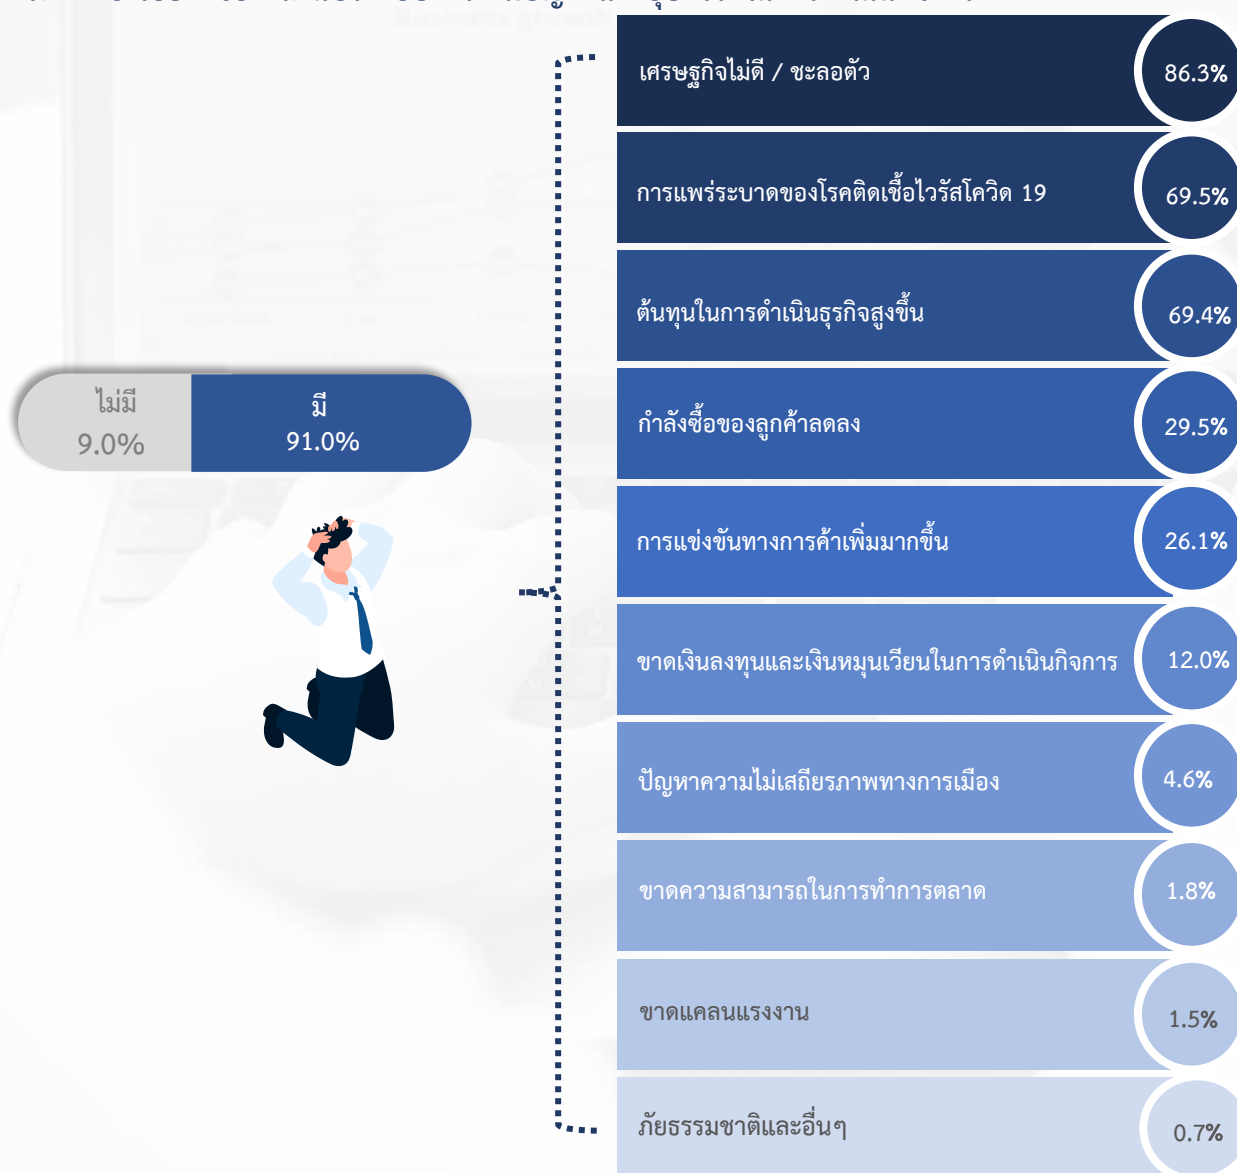 เศรษฐกิจไม่ดี / ชะลอตัว
86.3%
การแพร่ระบาดของโรคติดเชื้อไวรัสโควิด 19
69.5%
ต้นทุนในการดำเนินธุรกิจสูงขึ้น
69.4%
ไม่มี
9.0%
มี
91.0%
กำลังซื้อของลูกค้าลดลง
29.5%
การแข่งขันทางการค้าเพิ่มมากขึ้น
26.1%
ขาดเงินลงทุนและเงินหมุนเวียนในการดำเนินกิจการ
12.0%
ปัญหาความไม่เสถียรภาพทางการเมือง
4.6%
ขาดความสามารถในการทำการตลาด
1.8%
ขาดแคลนแรงงาน
1.5%
ภัยธรรมชาติและอื่นๆ
0.7%